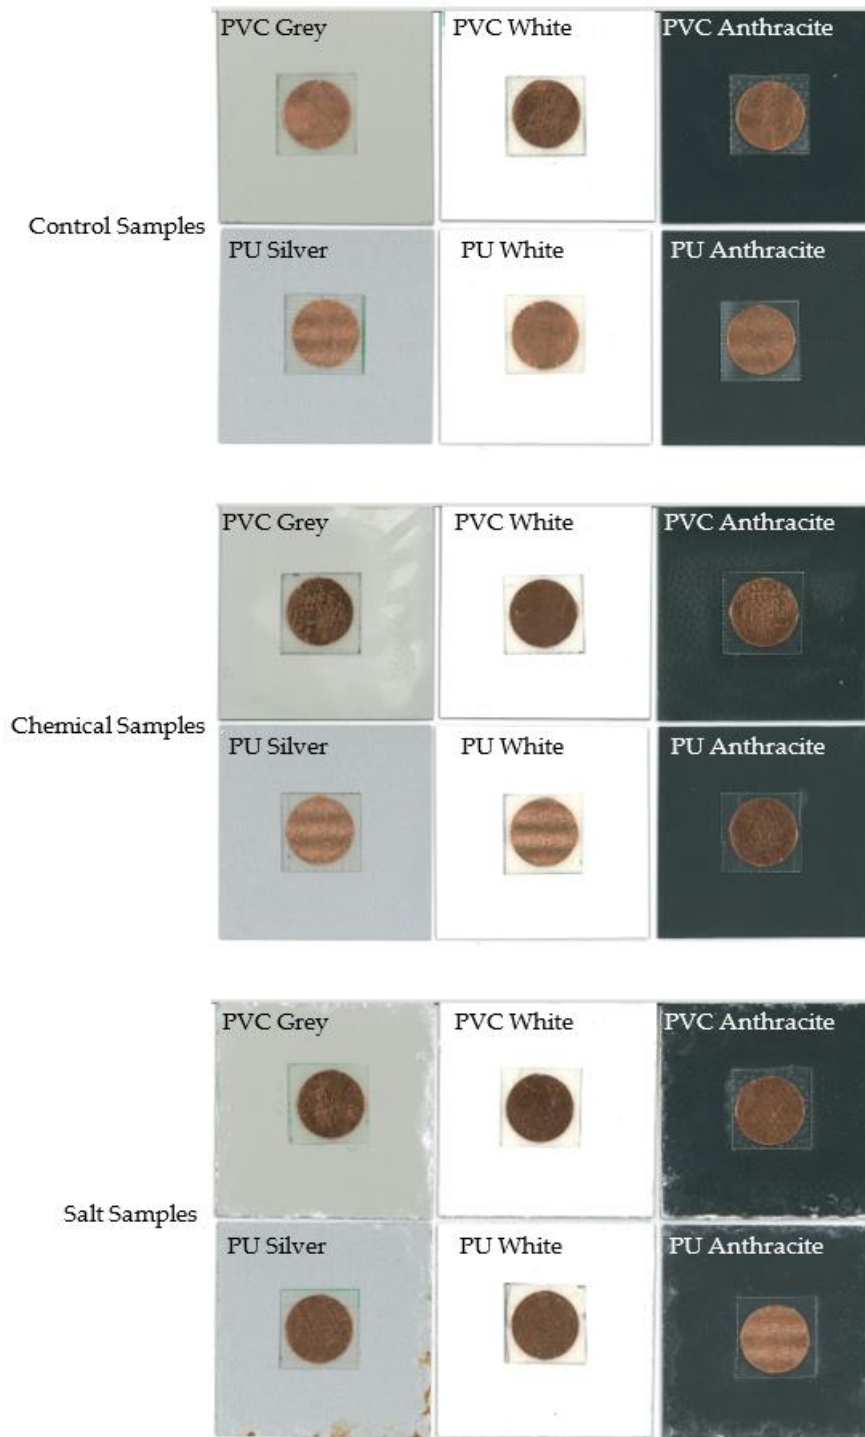 PVC Grey PVC White PVC Anthracite
Control Samples
PU Silver PU White PU Anthracite
PVC Grey PVC White PVC Anthracite
Chemical Samples
PU Silver PU White PU Anthracite
PVC Grey PVC White PVC Anthracite
Salt Samples
PU Silver PU White PU Anthracite